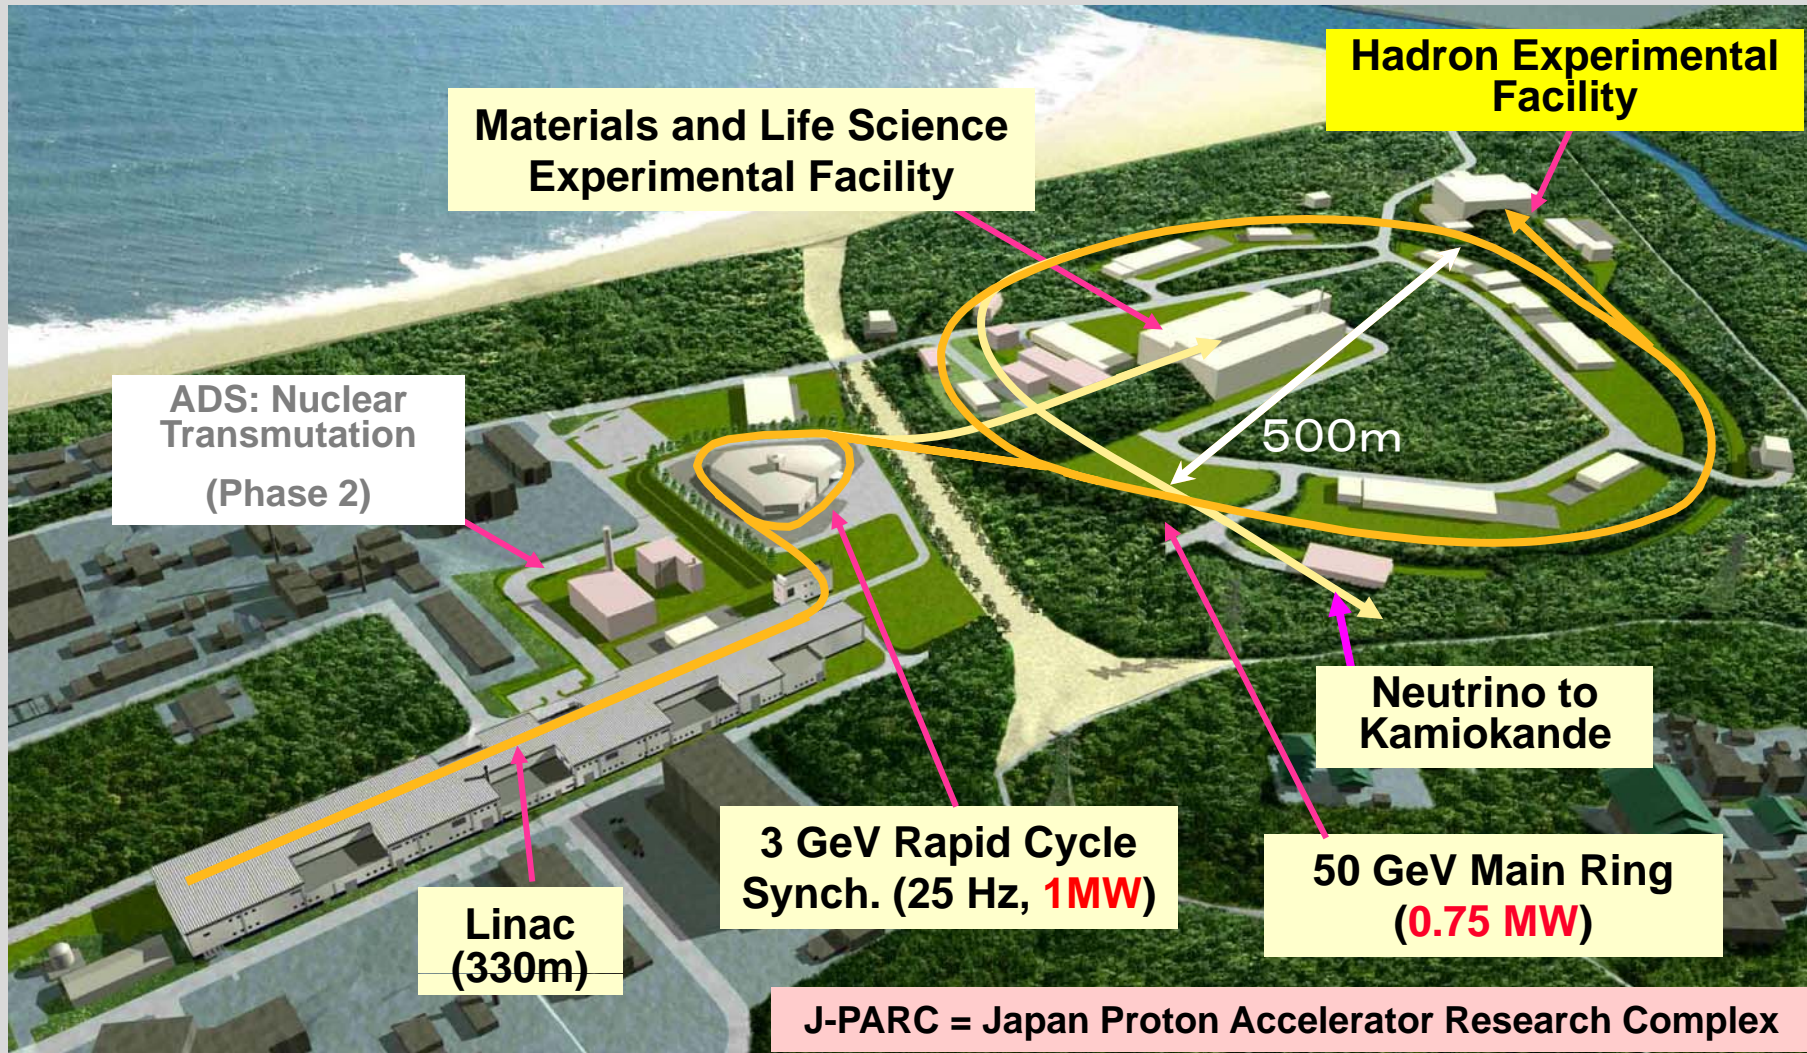 Hadron Experimental
Facility
Materials and Life Science
Experimental Facility
ADS: Nuclear
Transmutation
(Phase 2)
500m
Neutrino to
Kamiokande
3 GeV Rapid Cycle
Synch. (25 Hz, 1MW)
50 GeV Main Ring
(0.75 MW)
Linac
(330m)
J-PARC = Japan Proton Accelerator Research Complex